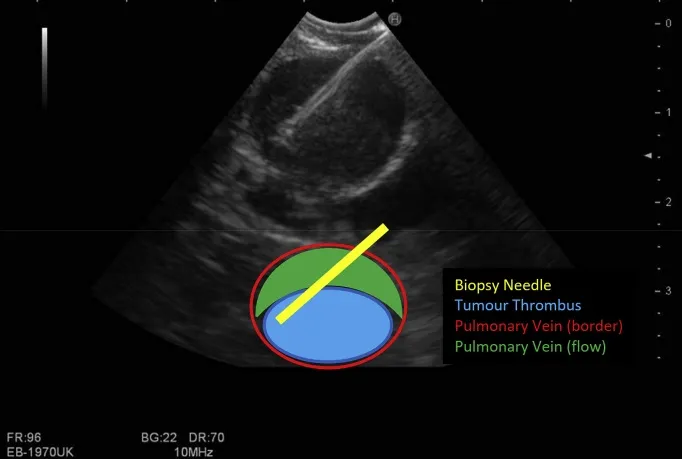 H
0
1
2
3
Biopsy Needle
Tumour Thrombus
Pulmonary Vein (border)
Pulmonary Vein (flow)
FR:96 BG:22 DR:70
EB-1970UK 10MHz